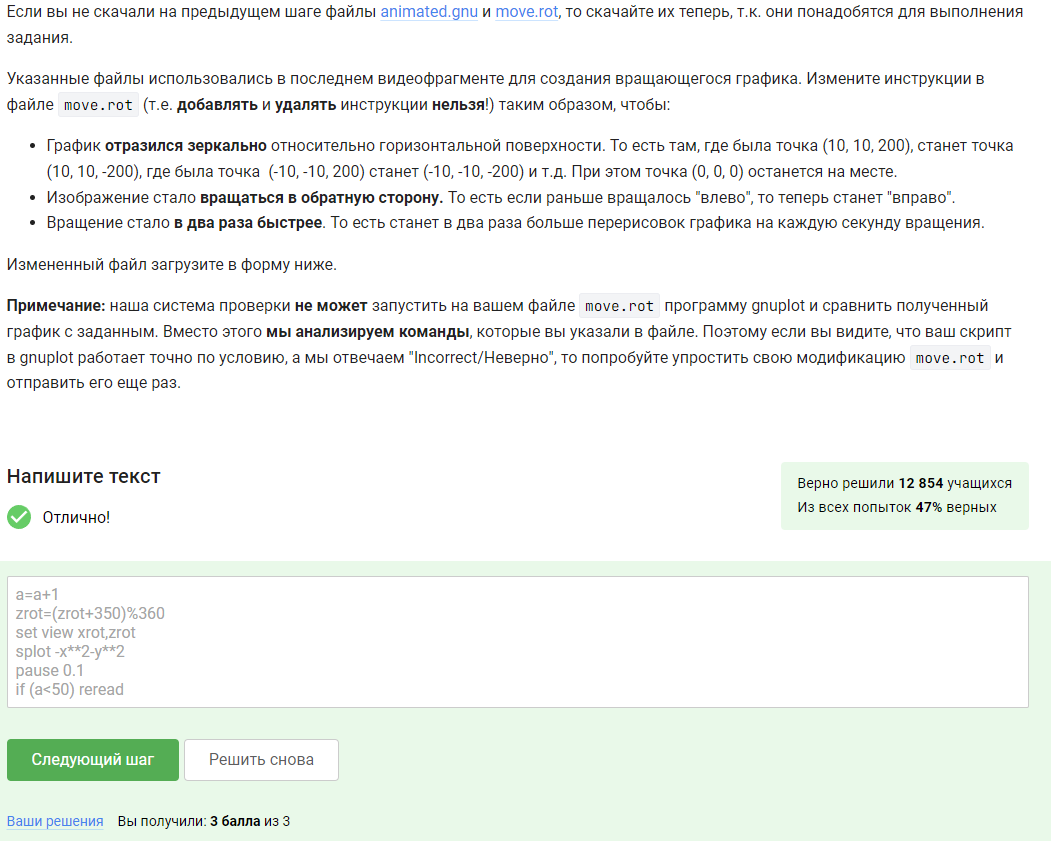 Если вы не скачали на предыдущем шаге файлы animated.gnu и move.rot, то скачайте их теперь, т.к. они понадобятся для выполнения
задания.
Указанные файлы использовались в последнем видеофрагменте для создания вращающегося графика. Измените инструкции в
файле move.rot (т.е. добавлять и удалять инструкции нельзя!) таким образом, чтобы:
• График отразился зеркально относительно горизонтальной поверхности. То есть там, где была точка (10, 10, 200), станет точка
(10, 10, -200), где была точка (-10, -10, 200) станет (-10, -10, -200) и т.д. При этом точка (0, 0, 0) останется на месте.
• Изображение стало вращаться в обратную сторону. То есть если раньше вращалось "влево", то теперь станет "вправо".
• Вращение стало в два раза быстрее. То есть станет в два раза больше перерисовок графика на каждую секунду вращения.
Измененный файл загрузите в форму ниже.
Примечание: наша система проверки не может запустить на вашем файле move.rot программу gnuplot и сравнить полученный
график с заданным. Вместо этого мы анализируем команды, которые вы указали в файле. Поэтому если вы видите, что ваш скрипт
в gnuplot работает точно по условию, а мы отвечаем "Incorrect/Неверно", то попробуйте упростить свою модификацию move.rot и
отправить его еще раз.
Напишите текст
Верно решили 12 854 учащихся
Из всех попыток 47% верных
Отлично!
a=a+1
zrot=(zrot+350)%360
set view xrot,zrot
splot -x**2-y**2
pause 0.1
if (a<50) reread
Следующий шаг
Решить снова
Ваши решения Вы получили: 3 балла из 3